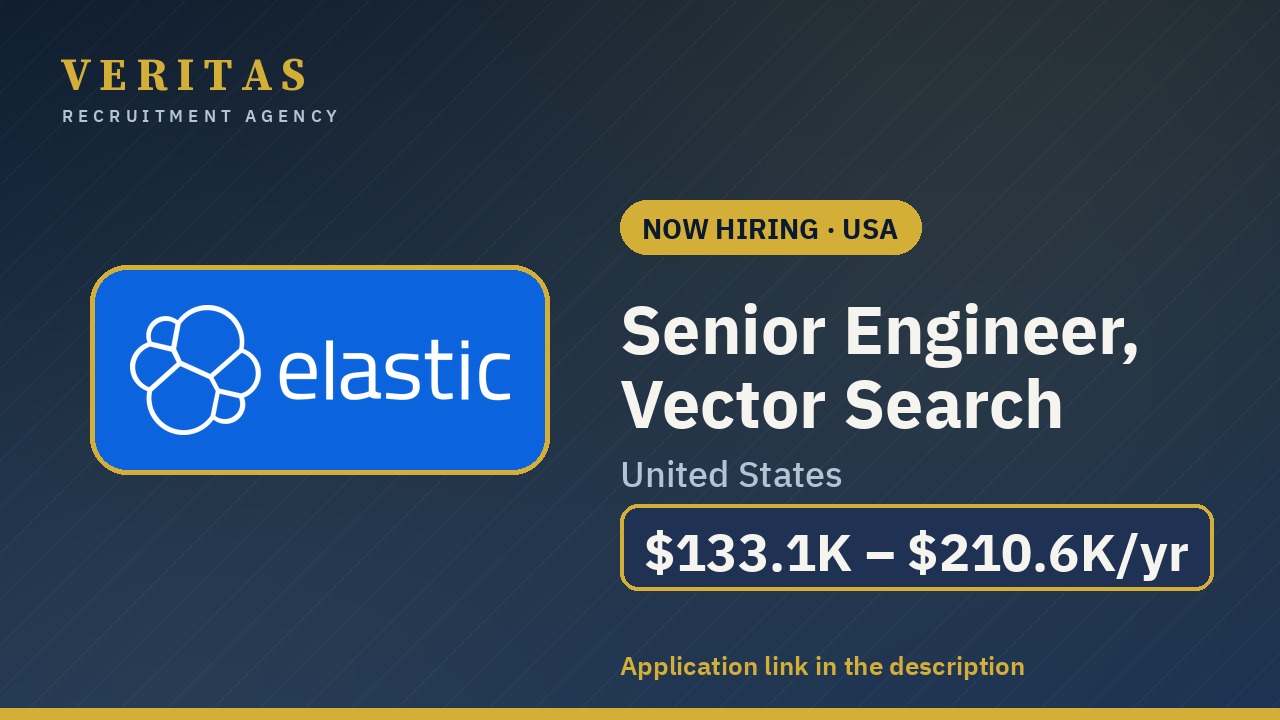 VERITAS
RECRUITMENT AGENCY
NOW HIRING · USA
elastic
Senior Engineer,
Vector Search
United States
$133.1K – $210.6K/yr
Application link in the description